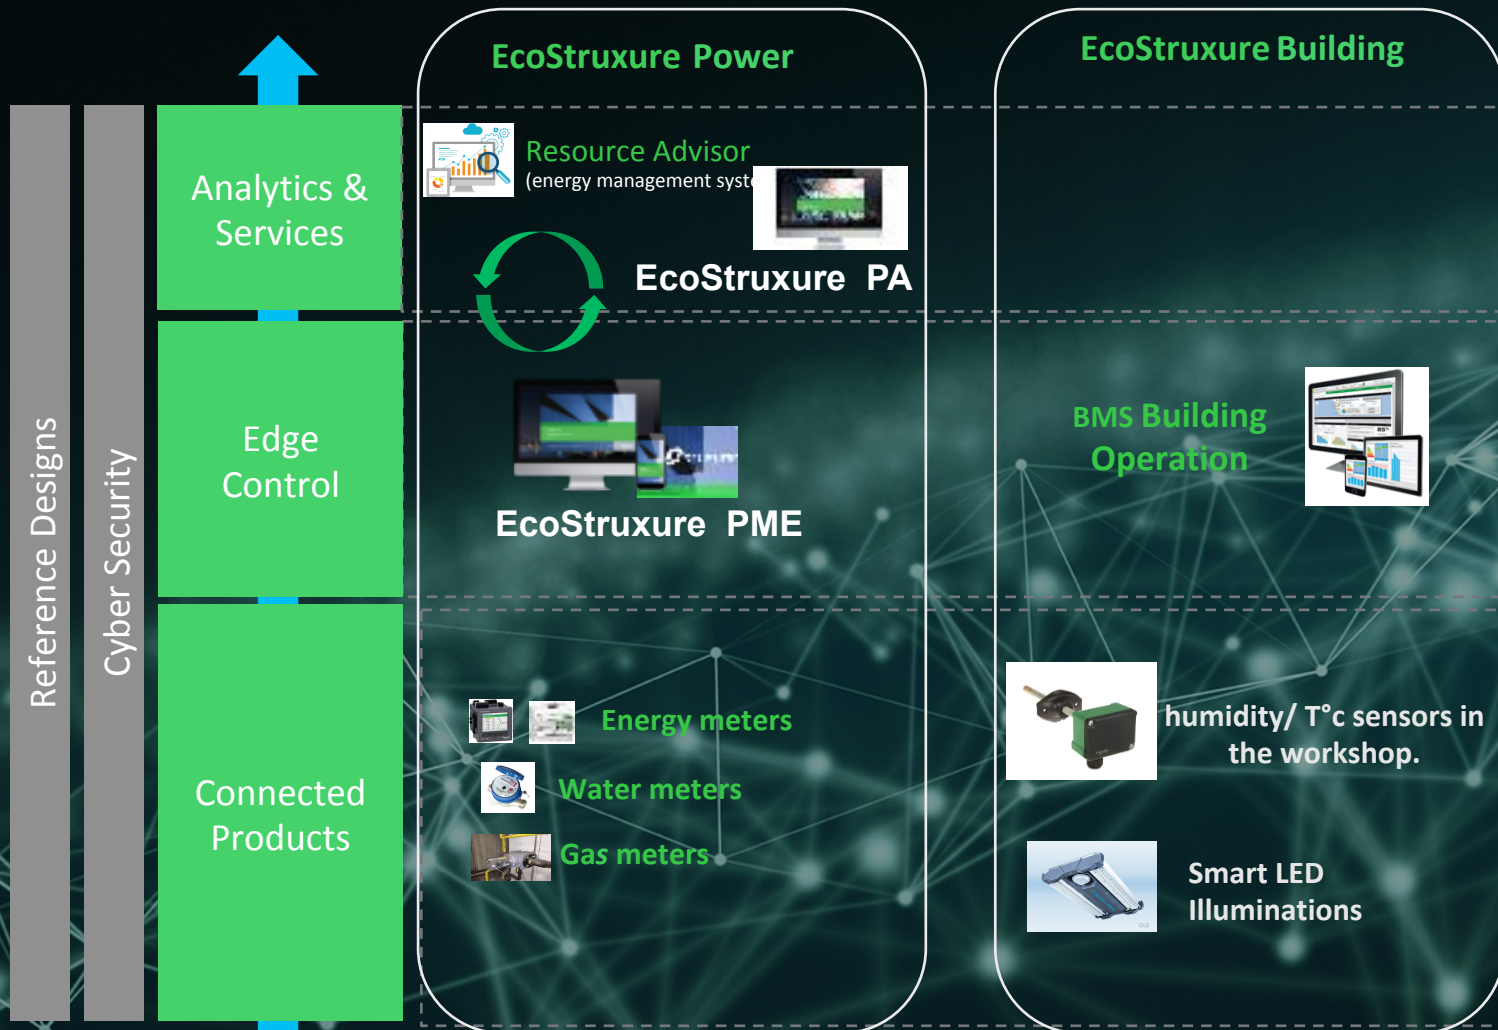 EcoStruxure Power
EcoStruxure Building
Reference Designs
Cyber Security
Analytics &
Services
Resource Advisor
(energy management syste
EcoStruxure PA
Edge
Control
EcoStruxure PME
BMS Building
Operation
Connected
Products
Energy meters
Water meters
Gas meters
humidity/ T°c sensors in
the workshop.
Smart LED
Illuminations